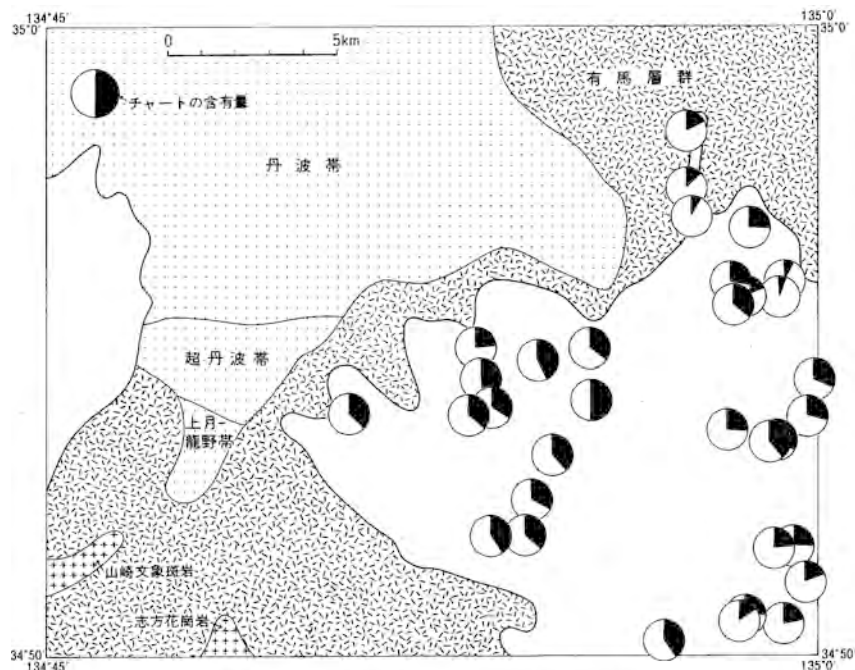 134°45′
135°0′
35°0′
35°0′
0 5km
チャートの含有量
有馬層群
丹波帯
超丹波帯
上月-
龍野帯
山崎文象斑岩
志方花崗岩
34°50′
34°50′
134°45′
135°0′